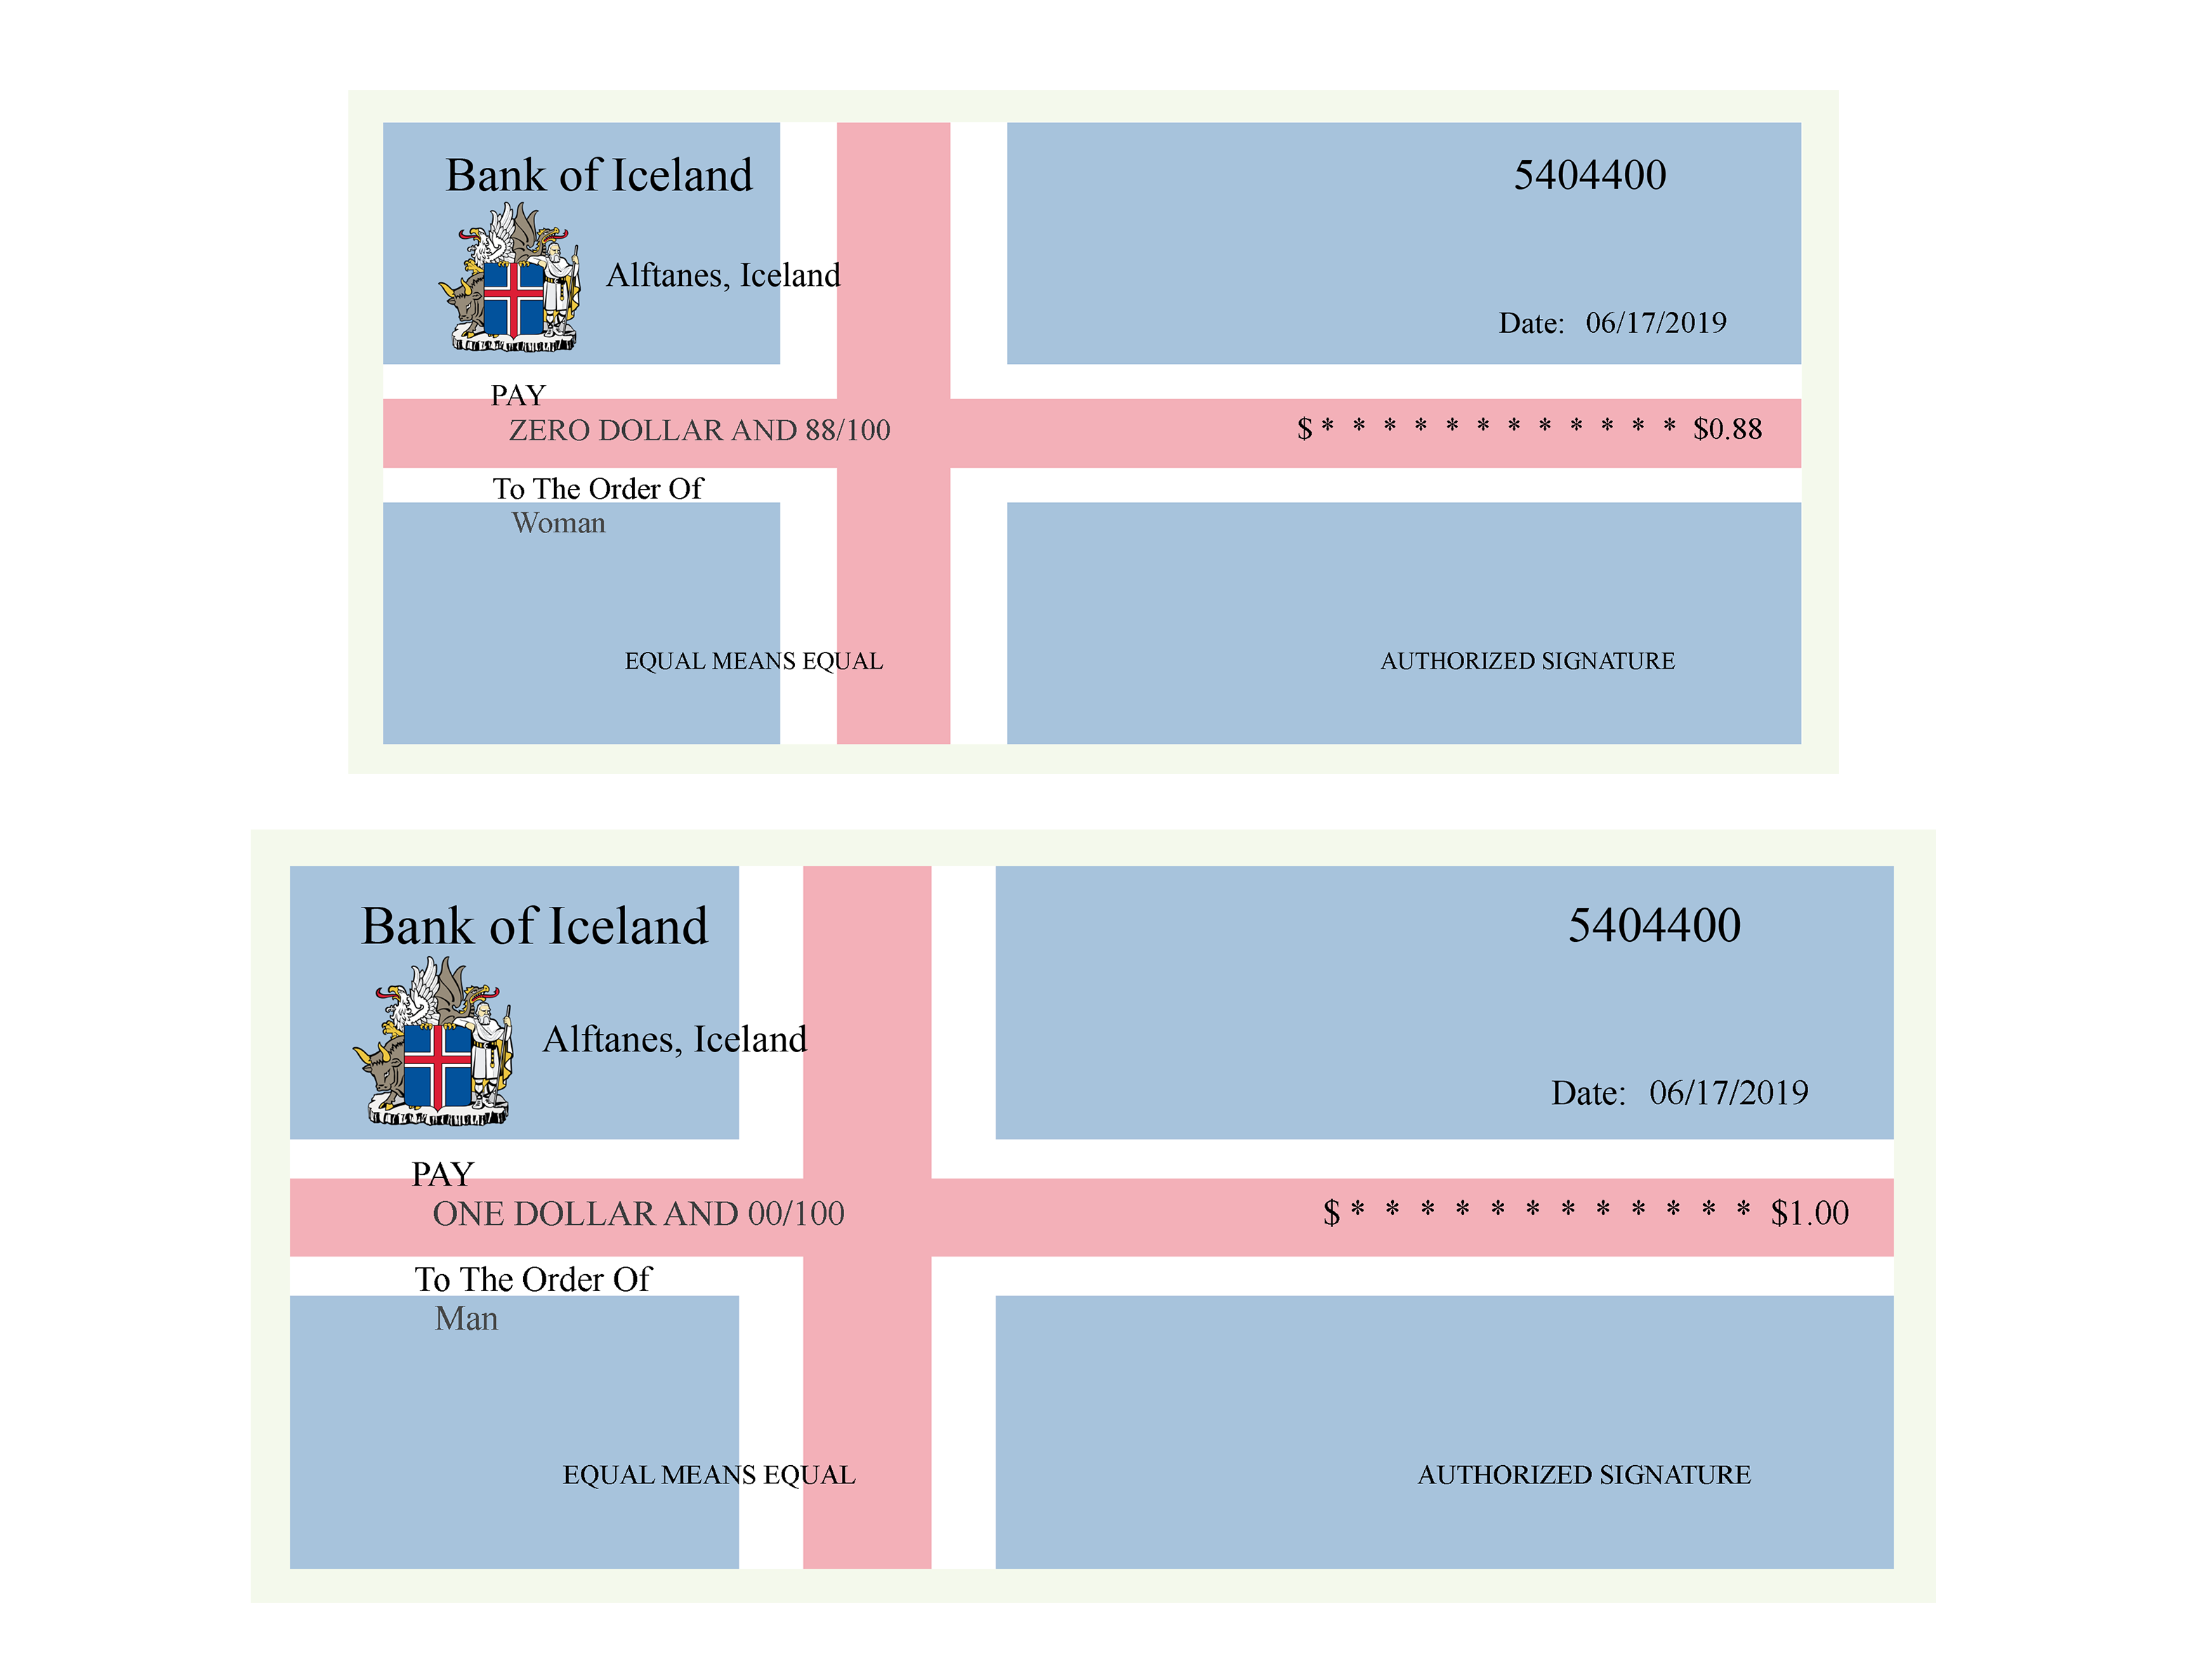 Bank of Iceland
5404400
Alftanes, Iceland
Date: 06/17/2019
PAY
ZERO DOLLAR AND 88/100 $ * * * * * * * * * * * * $0.88
To The Order Of
Woman
EQUAL MEANS EQUAL
AUTHORIZED SIGNATURE
Bank of Iceland
5404400
Alftanes, Iceland
Date: 06/17/2019
PAY
ONE DOLLAR AND 00/100 $ * * * * * * * * * * * * $1.00
To The Order Of
Man
EQUAL MEANS EQUAL
AUTHORIZED SIGNATURE